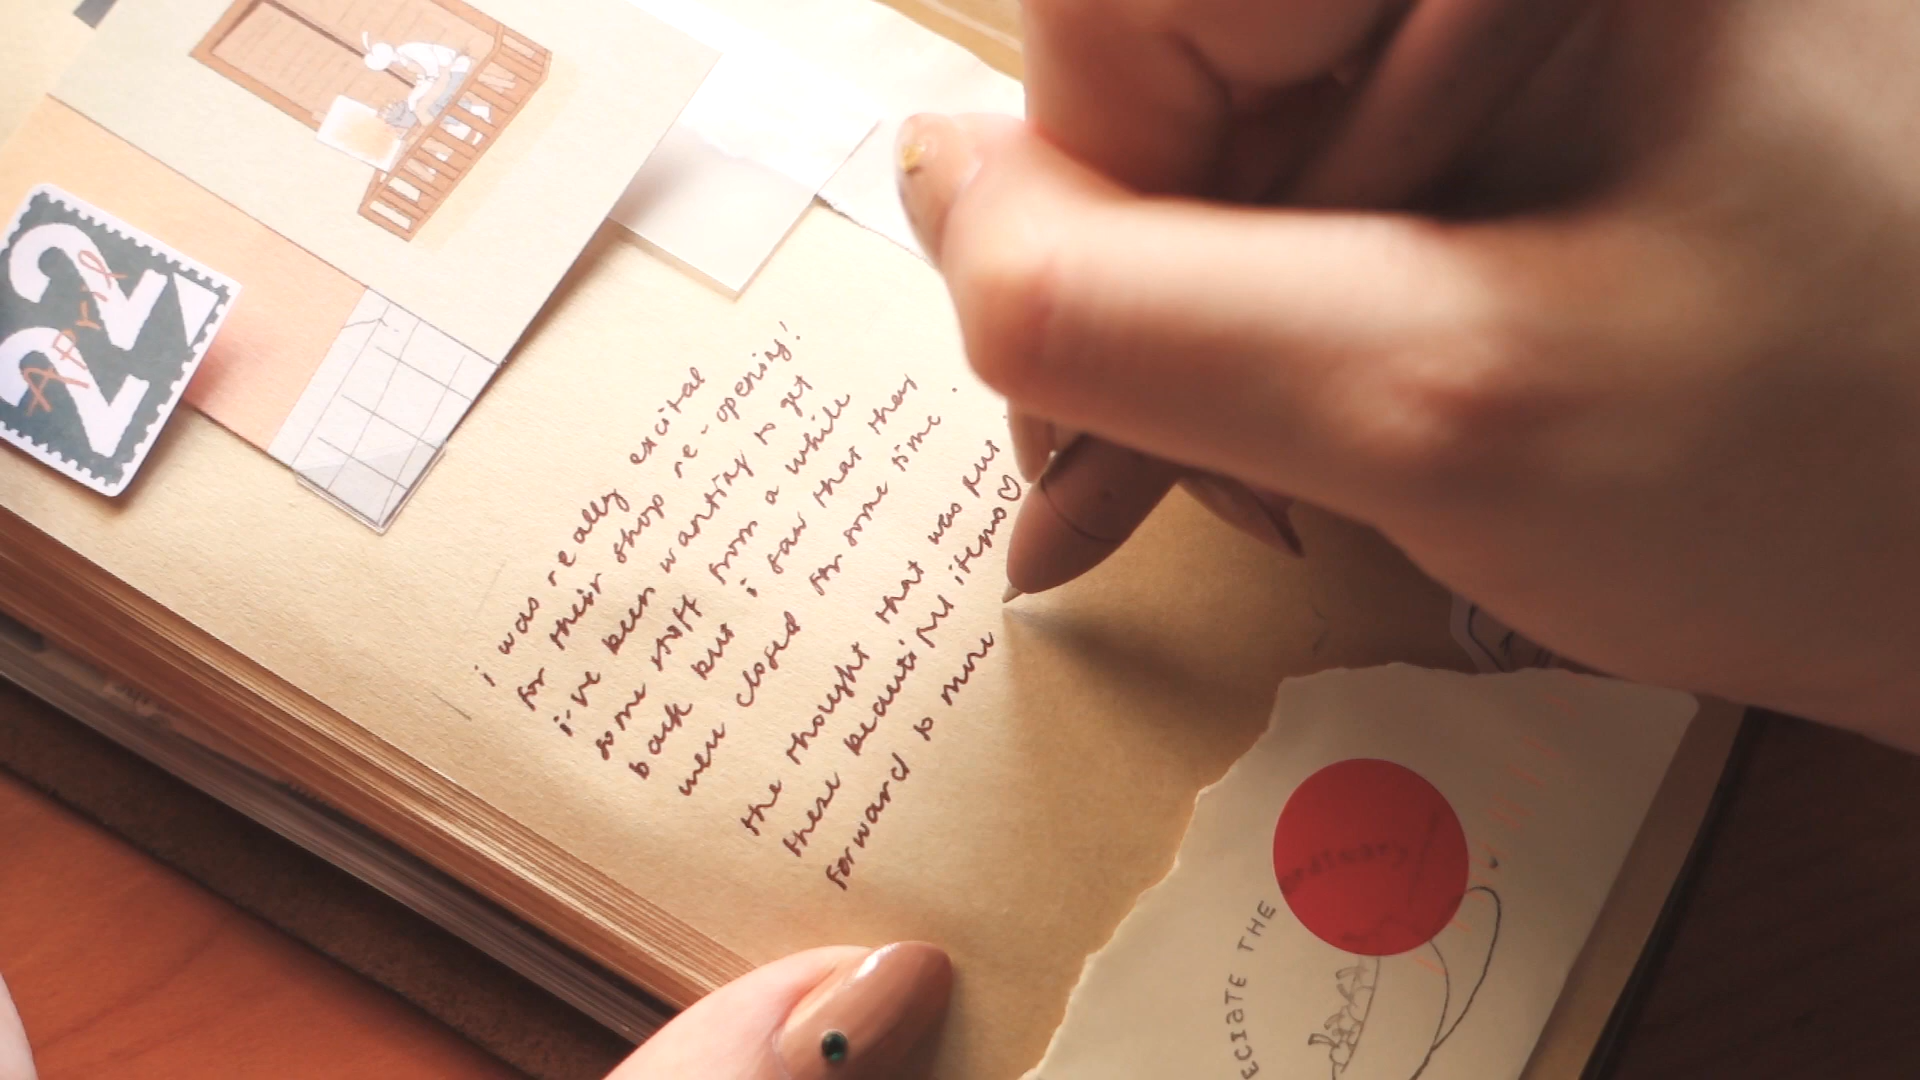 22
APril
i was really excited
for their shop re-opening!
i've been wanting to get
some stuff from a while
back but i saw that they
were closed for some time.
the thought that was put
these beautiful items♡
forward to more
ECIATE THE
ordinary